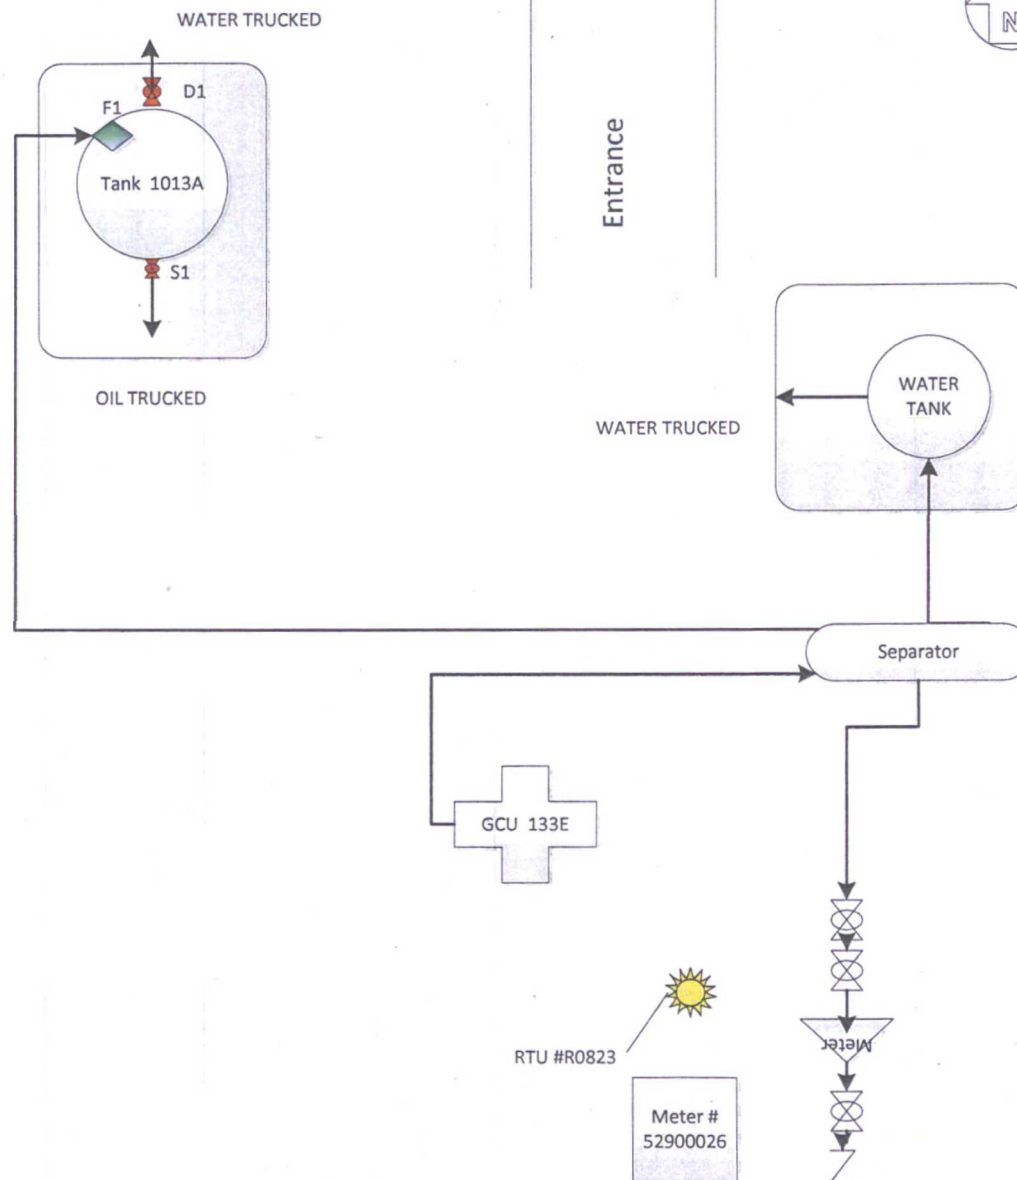 WATER TRUCKED
N
D1
F1
Tank 1013A
S1
Entrance
OIL TRUCKED
WATER
TANK
WATER TRUCKED
Separator
GCU 133E
RTU #R0823
Meter
Meter #
52900026